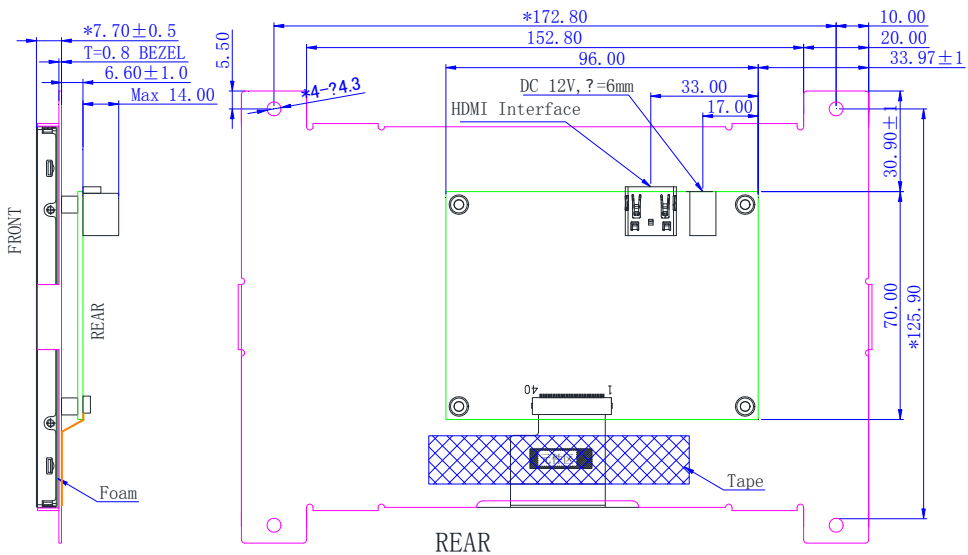 *7.70±0.5
T=0.8 BEZEL
6.60±1.0
Max 14.00
5.50
*172.80
10.00
152.80
20.00
96.00
33.97±1
DC 12V,?=6mm
33.00
*4-?4.3
HDMI Interface
17.00
30.90±1
FRONT
REAR
70.00
*125.90
40
1
Foam
Tape
REAR